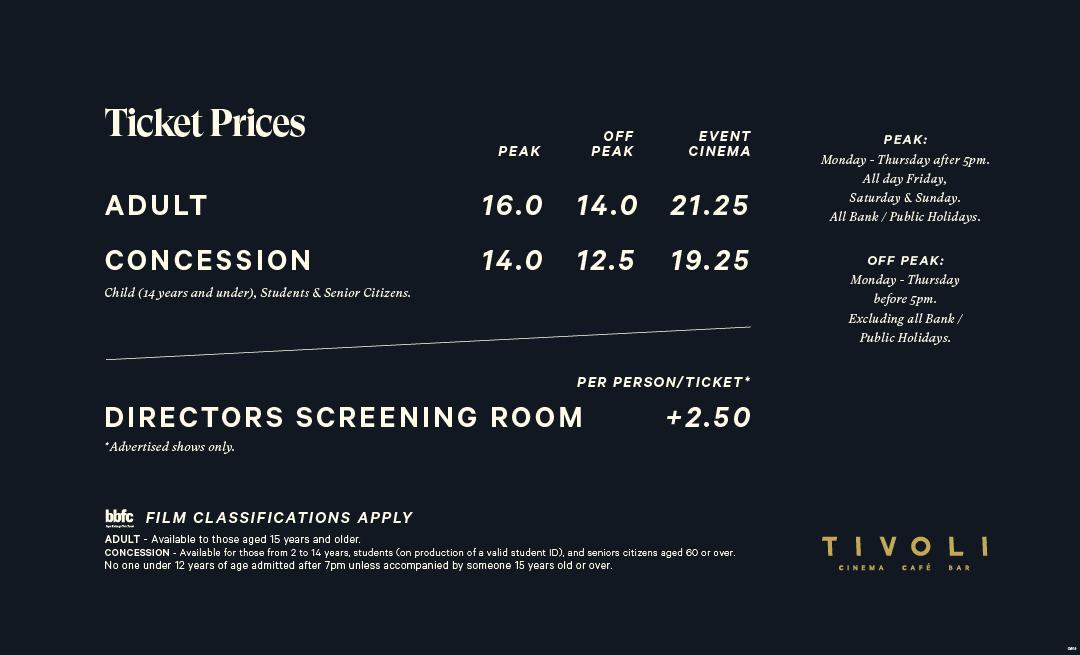 Ticket Prices
PEAK
OFF
PEAK
EVENT
CINEMA
ADULT 16.0 14.0 21.25
CONCESSION 14.0 12.5 19.25
Child (14 years and under), Students & Senior Citizens.
PER PERSON/TICKET*
DIRECTORS SCREENING ROOM +2.50
*Advertised shows only.
PEAK:
Monday - Thursday after 5pm.
All day Friday,
Saturday & Sunday.
All Bank / Public Holidays.
OFF PEAK:
Monday - Thursday
before 5pm.
Excluding all Bank /
Public Holidays.
bbfc FILM CLASSIFICATIONS APPLY
ADULT - Available to those aged 15 years and older.
CONCESSION - Available for those from 2 to 14 years, students (on production of a valid student ID), and seniors citizens aged 60 or over.
No one under 12 years of age admitted after 7pm unless accompanied by someone 15 years old or over.
TIVOLI
CINEMA CAFÉ BAR